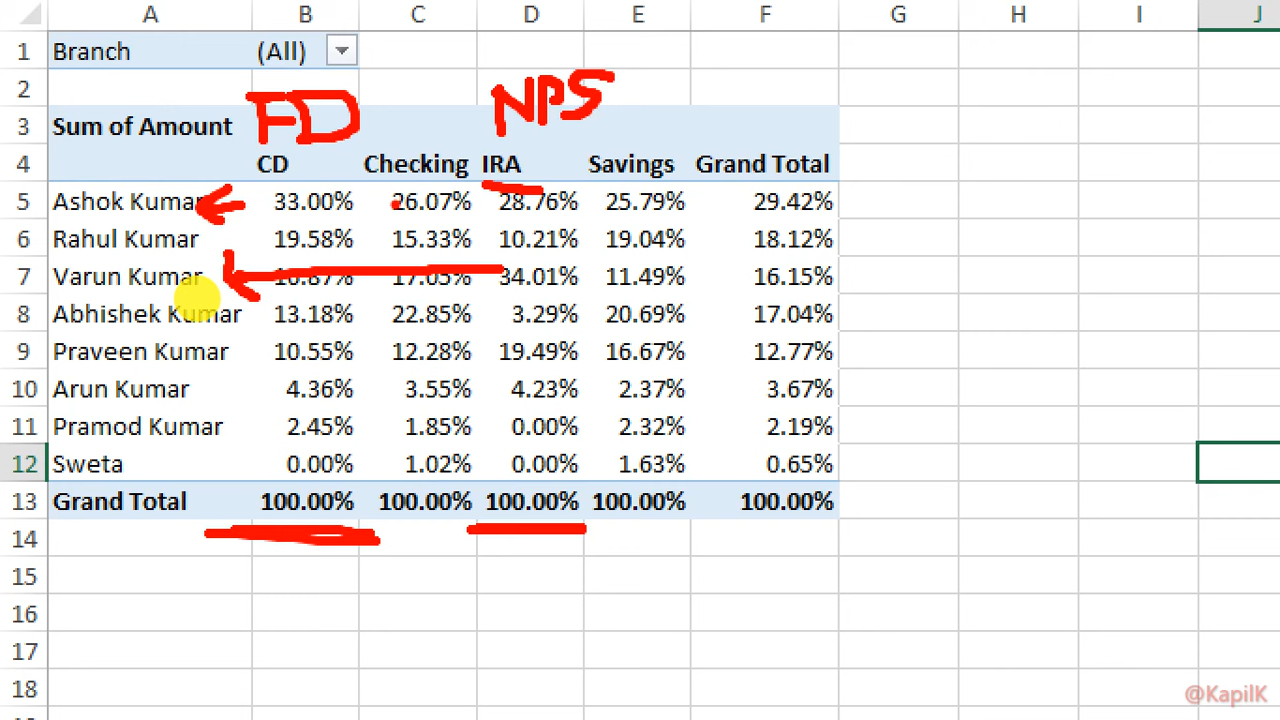 A B C D E F G H I J
1 Branch (All)
2 FD NPS
3 Sum of Amount
4 CD Checking IRA Savings Grand Total
5 Ashok Kumar 33.00% 26.07% 28.76% 25.79% 29.42%
6 Rahul Kumar 19.58% 15.33% 10.21% 19.04% 18.12%
7 Varun Kumar 16.87% 17.05% 34.01% 11.49% 16.15%
8 Abhishek Kumar 13.18% 22.85% 3.29% 20.69% 17.04%
9 Praveen Kumar 10.55% 12.28% 19.49% 16.67% 12.77%
10 Arun Kumar 4.36% 3.55% 4.23% 2.37% 3.67%
11 Pramod Kumar 2.45% 1.85% 0.00% 2.32% 2.19%
12 Sweta 0.00% 1.02% 0.00% 1.63% 0.65%
13 Grand Total 100.00% 100.00% 100.00% 100.00% 100.00%
14
15
16
17
18
@KapilK